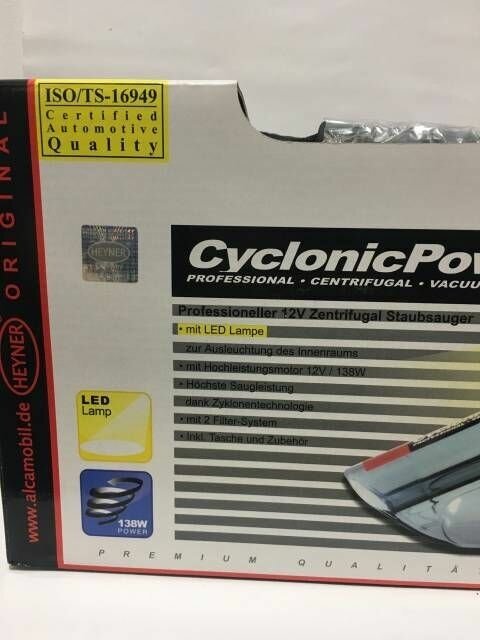 ISO/TS-16949
Certified
Automotive
Quality
ORIGINAL
HEYNER
www.alcamobil.de
HEYNER
CyclonicPow
PROFESSIONAL · CENTRIFUGAL · VACUU
Professioneller 12V Zentrifugal Staubsauger
· mit LED Lampe
zur Ausleuchtung des Innenraums
· mit Hochleistungsmotor 12V / 138W
· Höchste Saugleistung
dank Zyklonentechnologie
· mit 2 Filter-System
· Inkl. Tasche und Zubehör
LED
Lamp
138W
POWER
PREMIUM QUALITÄ